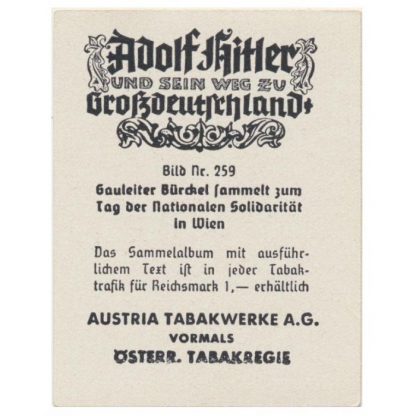 Adolf Hitler
UND SEIN WEG ZU
Großdeutschland
Bild Nr. 259
Gauleiter Bürckel sammelt zum
Tag der Nationalen Solidarität
in Wien
Das Sammelalbum mit ausführ-
lichem Text ist in jeder Tabak-
trafik für Reichsmark 1,— erhältlich
AUSTRIA TABAKWERKE A.G.
VORMALS
ÖSTERR. TABAKREGIE